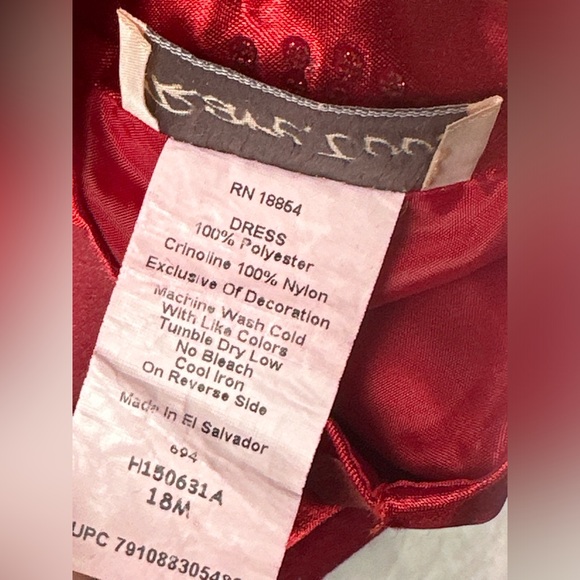 RN 18864
DRESS
100% Polyester
Crinoline 100% Nylon
Exclusive Of Decoration
Machine Wash Cold
With Like Colors
Tumble Dry Low
No Bleach
Cool Iron
On Reverse Side
Made In El Salvador
694
H150631A
18M
UPC